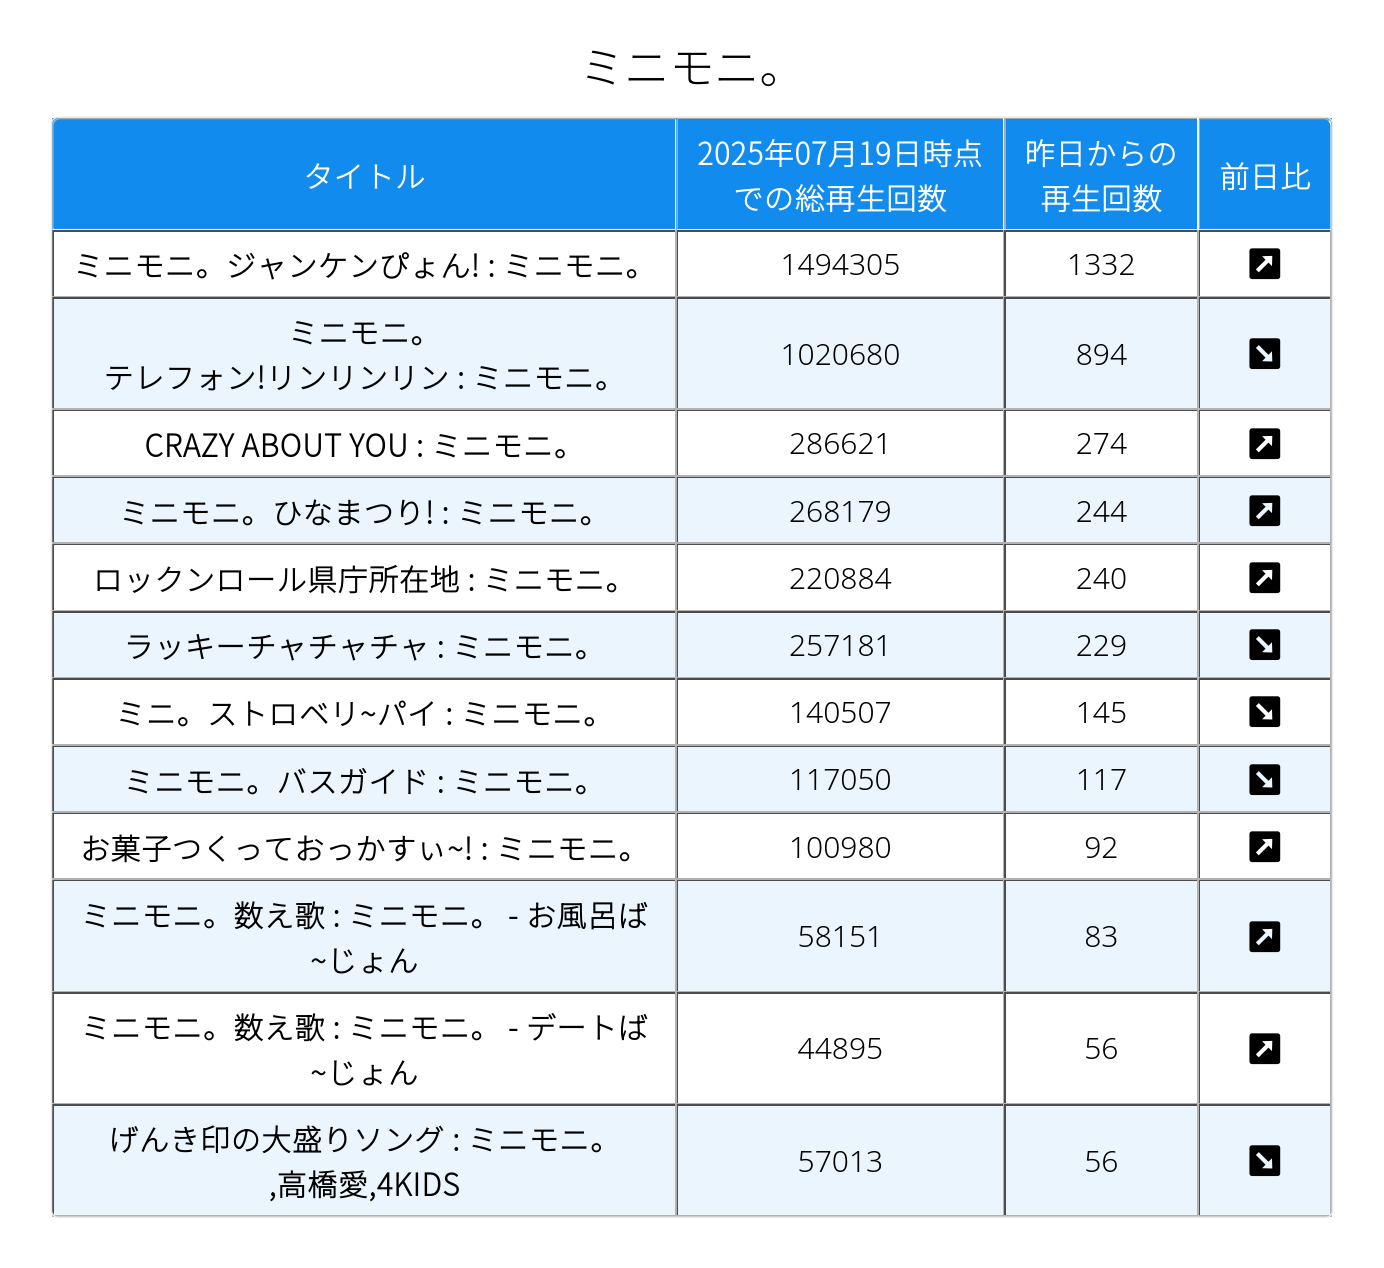 ミニモニ。
タイトル
2025年07月19日時点
での総再生回数
昨日からの
再生回数
前日比
ミニモニ。ジャンケンぴょん! : ミニモニ。
1494305
1332
ミニモニ。
テレフォン!リンリンリン : ミニモニ。
1020680
894
CRAZY ABOUT YOU : ミニモニ。
286621
274
ミニモニ。ひなまつり! : ミニモニ。
268179
244
ロックンロール県庁所在地 : ミニモニ。
220884
240
ラッキーチャチャチャ : ミニモニ。
257181
229
ミニ。ストロベリ~パイ : ミニモニ。
140507
145
ミニモニ。バスガイド : ミニモニ。
117050
117
お菓子つくっておっかすぃ~! : ミニモニ。
100980
92
ミニモニ。数え歌 : ミニモニ。 - お風呂ば
~じょん
58151
83
ミニモニ。数え歌 : ミニモニ。 - デートば
~じょん
44895
56
げんき印の大盛りソング : ミニモニ。
,高橋愛,4KIDS
57013
56